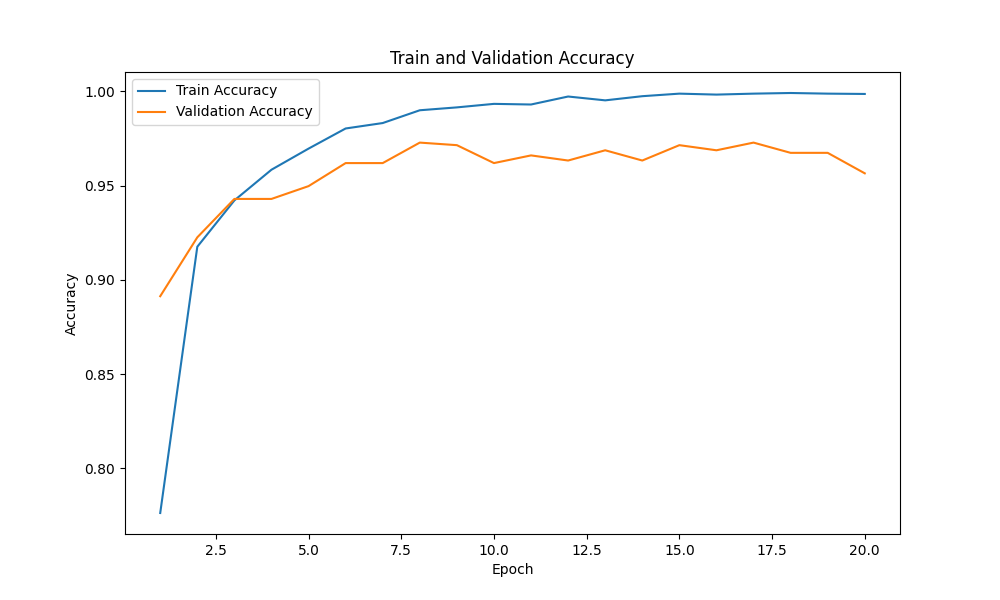 Train and Validation Accuracy
Train Accuracy
Validation Accuracy
1.00
0.95
0.90
0.85
0.80
Accuracy
2.5
5.0
7.5
10.0
12.5
15.0
17.5
20.0
Epoch